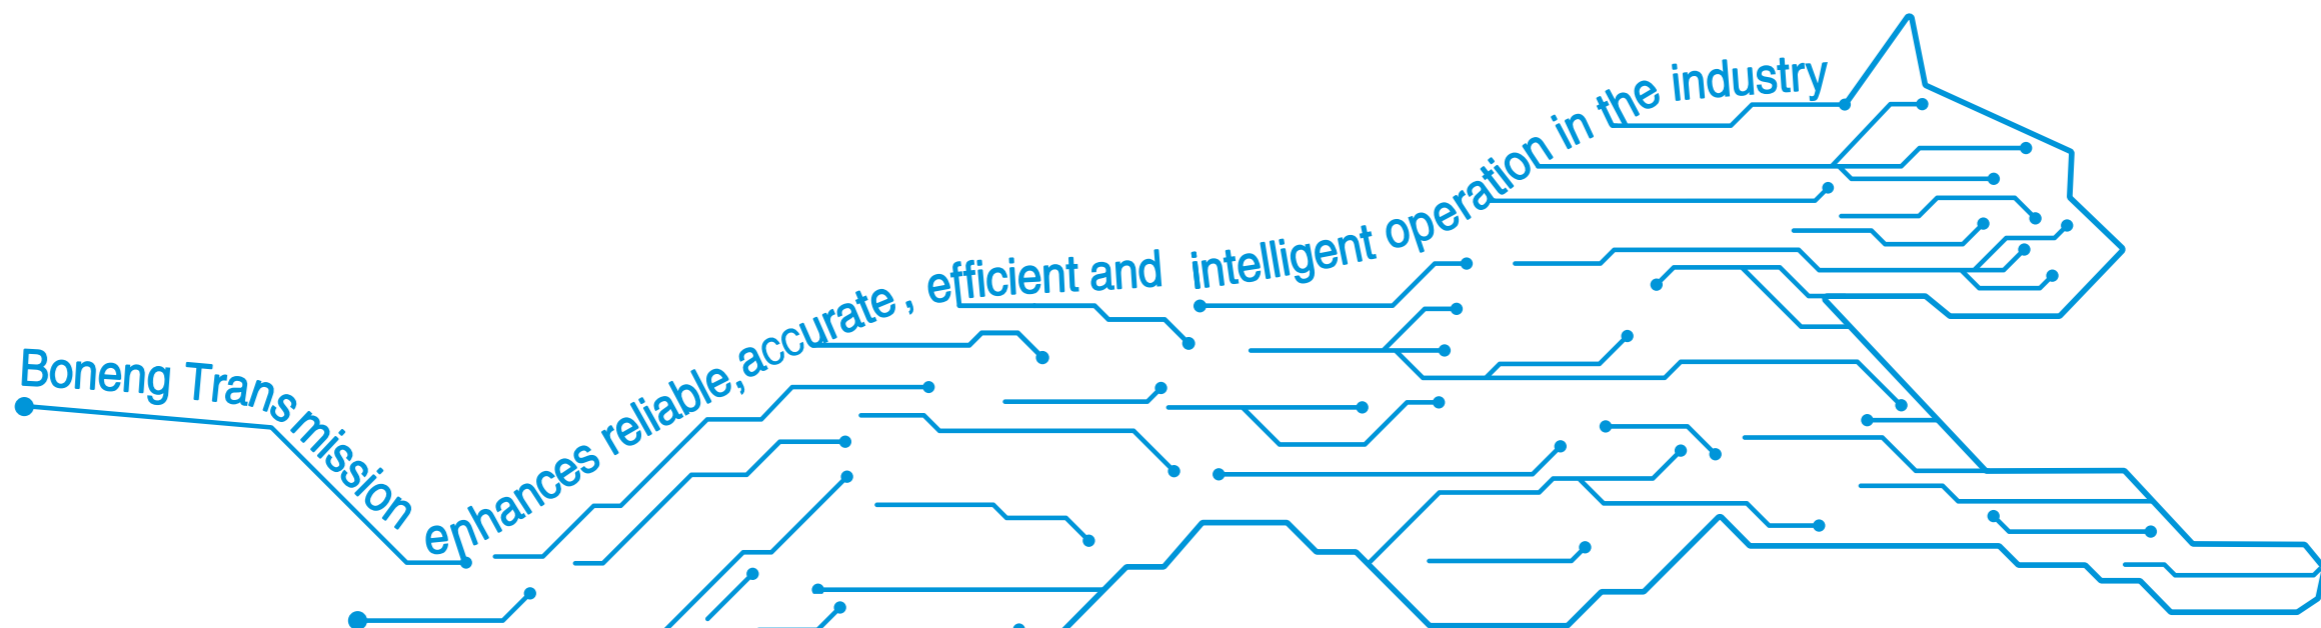 Boneng Transmission enhances reliable,accurate, efficient and intelligent operation in the industry